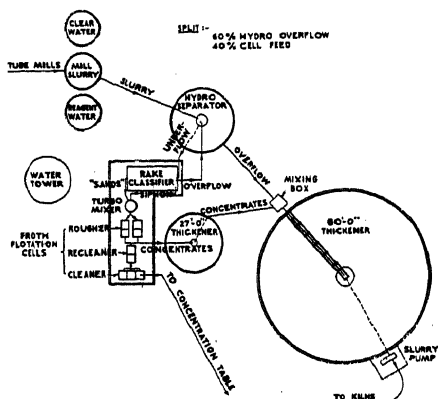 CLEAR
WATER
SPLIT :-
60% HYDRO OVERFLOW
40% CELL FEED
TUBE MILLS
MILL
SLURRY
SLURRY
REAGENT
WATER
HYDRO
SEPARATOR
UNDER-
FLOW
OVERFLOW
WATER
TOWER
RAKE
CLASSIFIER
"SANDS"
SIPHON
OVERFLOW
MIXING
BOX
TURBO
MIXER
CONCENTRATES
27'-0"
THICKENER
80'-0"
THICKENER
FROTH
FLOTATION
CELLS
ROUGHER
CONCENTRATES
RECLEANER
CLEANER
TO CONCENTRATION TABLE
SLURRY
PUMP
TO KILNS